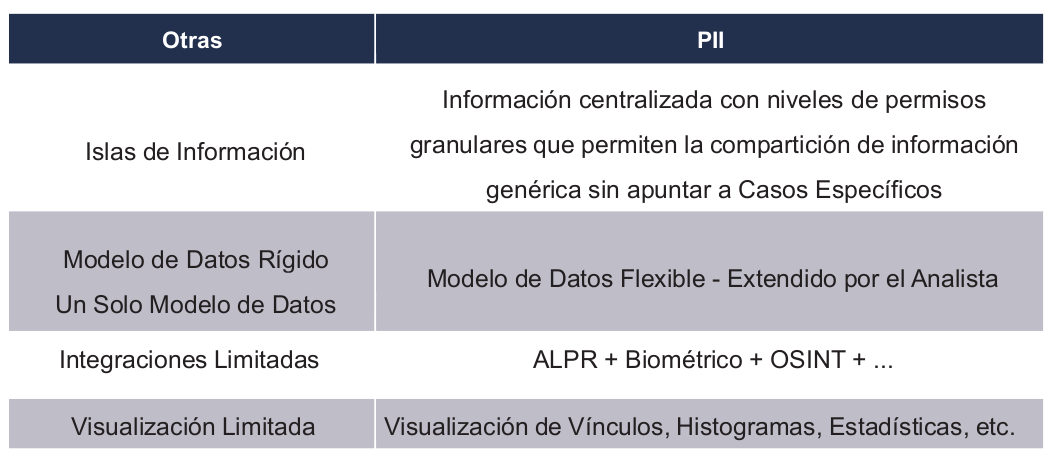 Otras
PII
Islas de Información
Información centralizada con niveles de permisos
granulares que permiten la compartición de información
genérica sin apuntar a Casos Específicos
Modelo de Datos Rígido
Un Solo Modelo de Datos
Modelo de Datos Flexible - Extendido por el Analista
Integraciones Limitadas
ALPR + Biométrico + OSINT + ...
Visualización Limitada
Visualización de Vínculos, Histogramas, Estadísticas, etc.